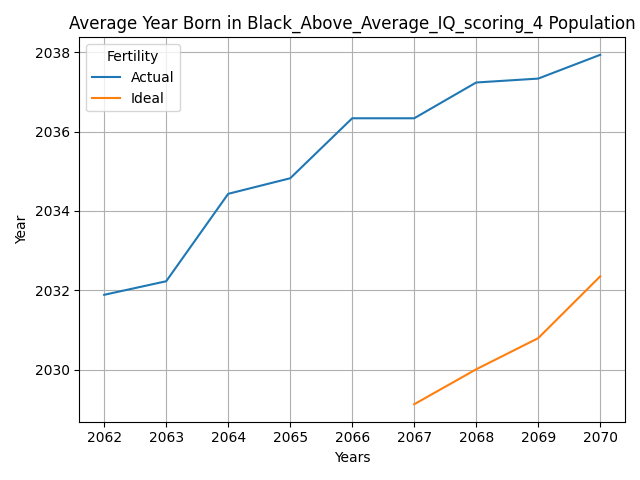 Average Year Born in Black_Above_Average_IQ_scoring_4 Population
Fertility
Actual
Ideal
2038
2036
2034
2032
2030
Year
2062 2063 2064 2065 2066 2067 2068 2069 2070
Years